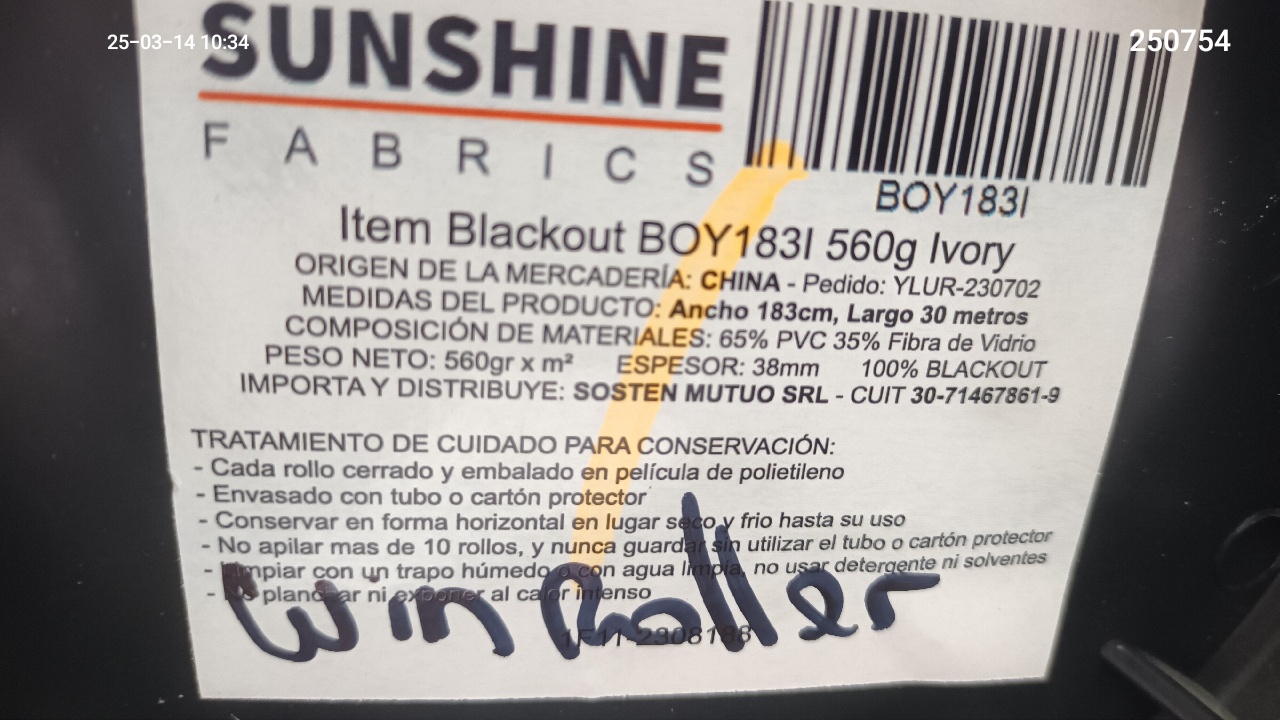 25-03-14 10:34
250754
SUNSHINE
FABRICS
BOY183I
Item Blackout BOY183I 560g Ivory
ORIGEN DE LA MERCADERÍA: CHINA - Pedido: YLUR-230702
MEDIDAS DEL PRODUCTO: Ancho 183cm, Largo 30 metros
COMPOSICIÓN DE MATERIALES: 65% PVC 35% Fibra de Vidrio
PESO NETO: 560gr x m² ESPESOR: 38mm 100% BLACKOUT
IMPORTA Y DISTRIBUYE: SOSTEN MUTUO SRL - CUIT 30-71467861-9
TRATAMIENTO DE CUIDADO PARA CONSERVACIÓN:
- Cada rollo cerrado y embalado en película de polietileno
- Envasado con tubo o cartón protector
- Conservar en forma horizontal en lugar seco y frio hasta su uso
- No apilar mas de 10 rollos, y nunca guardar sin utilizar el tubo o cartón protector
- Limpiar con un trapo húmedo o con agua limpia, no usar detergente ni solventes
- No planchar ni exponer al calor intenso
Win Roller